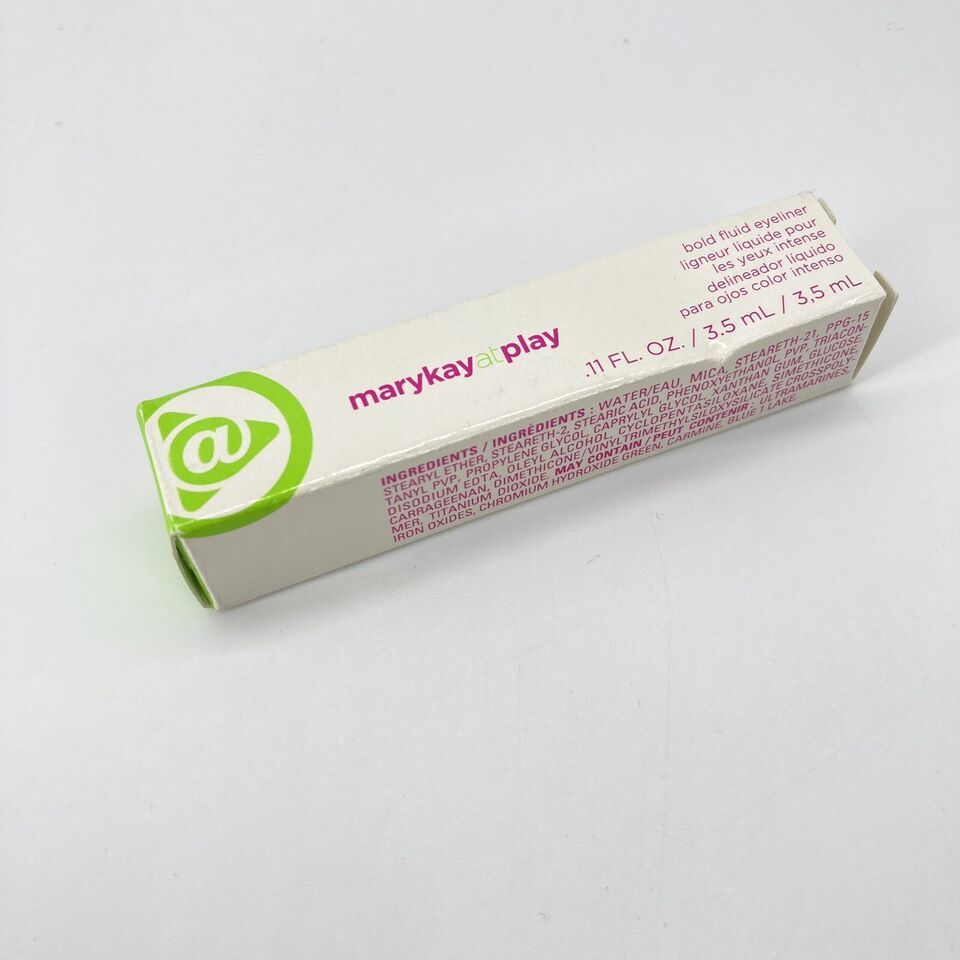 @
marykayatplay
bold fluid eyeliner
ligneur liquide pour
les yeux intense
delineador líquido
para ojos color intenso
.11 FL. OZ. / 3.5 mL / 3,5 mL
INGREDIENTS / INGRÉDIENTS : WATER/EAU, MICA, STEARETH-21, PPG-15
STEARYL ETHER, STEARETH-2, STEARIC ACID, PHENOXYETHANOL, PVP, TRIACON-
TANYL PVP, PROPYLENE GLYCOL, CAPRYLYL GLYCOL, XANTHAN GUM, GLUCOSE,
DISODIUM EDTA, OLEYL ALCOHOL, CYCLOPENTASILOXANE, SIMETHICONE,
CARRAGEENAN, DIMETHICONE/VINYLTRIMETHYLSILOXYSILICATE CROSSPOLY-
MER, TITANIUM DIOXIDE, MAY CONTAIN / PEUT CONTENIR : ULTRAMARINES,
IRON OXIDES, CHROMIUM HYDROXIDE GREEN, CARMINE, BLUE 1 LAKE.